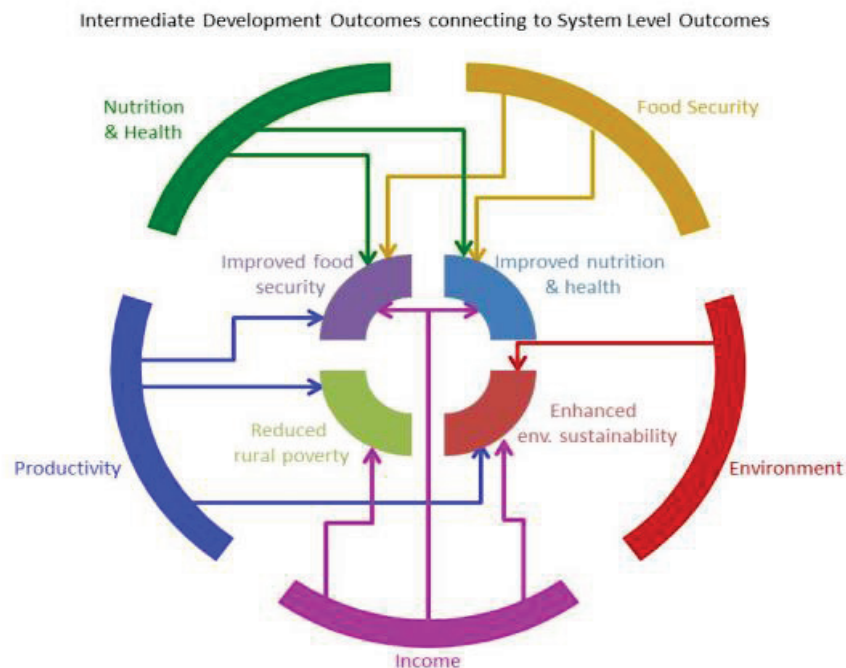 Intermediate Development Outcomes connecting to System Level Outcomes
Nutrition
& Health
Food Security
Improved food
security
Improved nutrition
& health
Reduced
rural poverty
Enhanced
env. sustainability
Productivity
Environment
Income